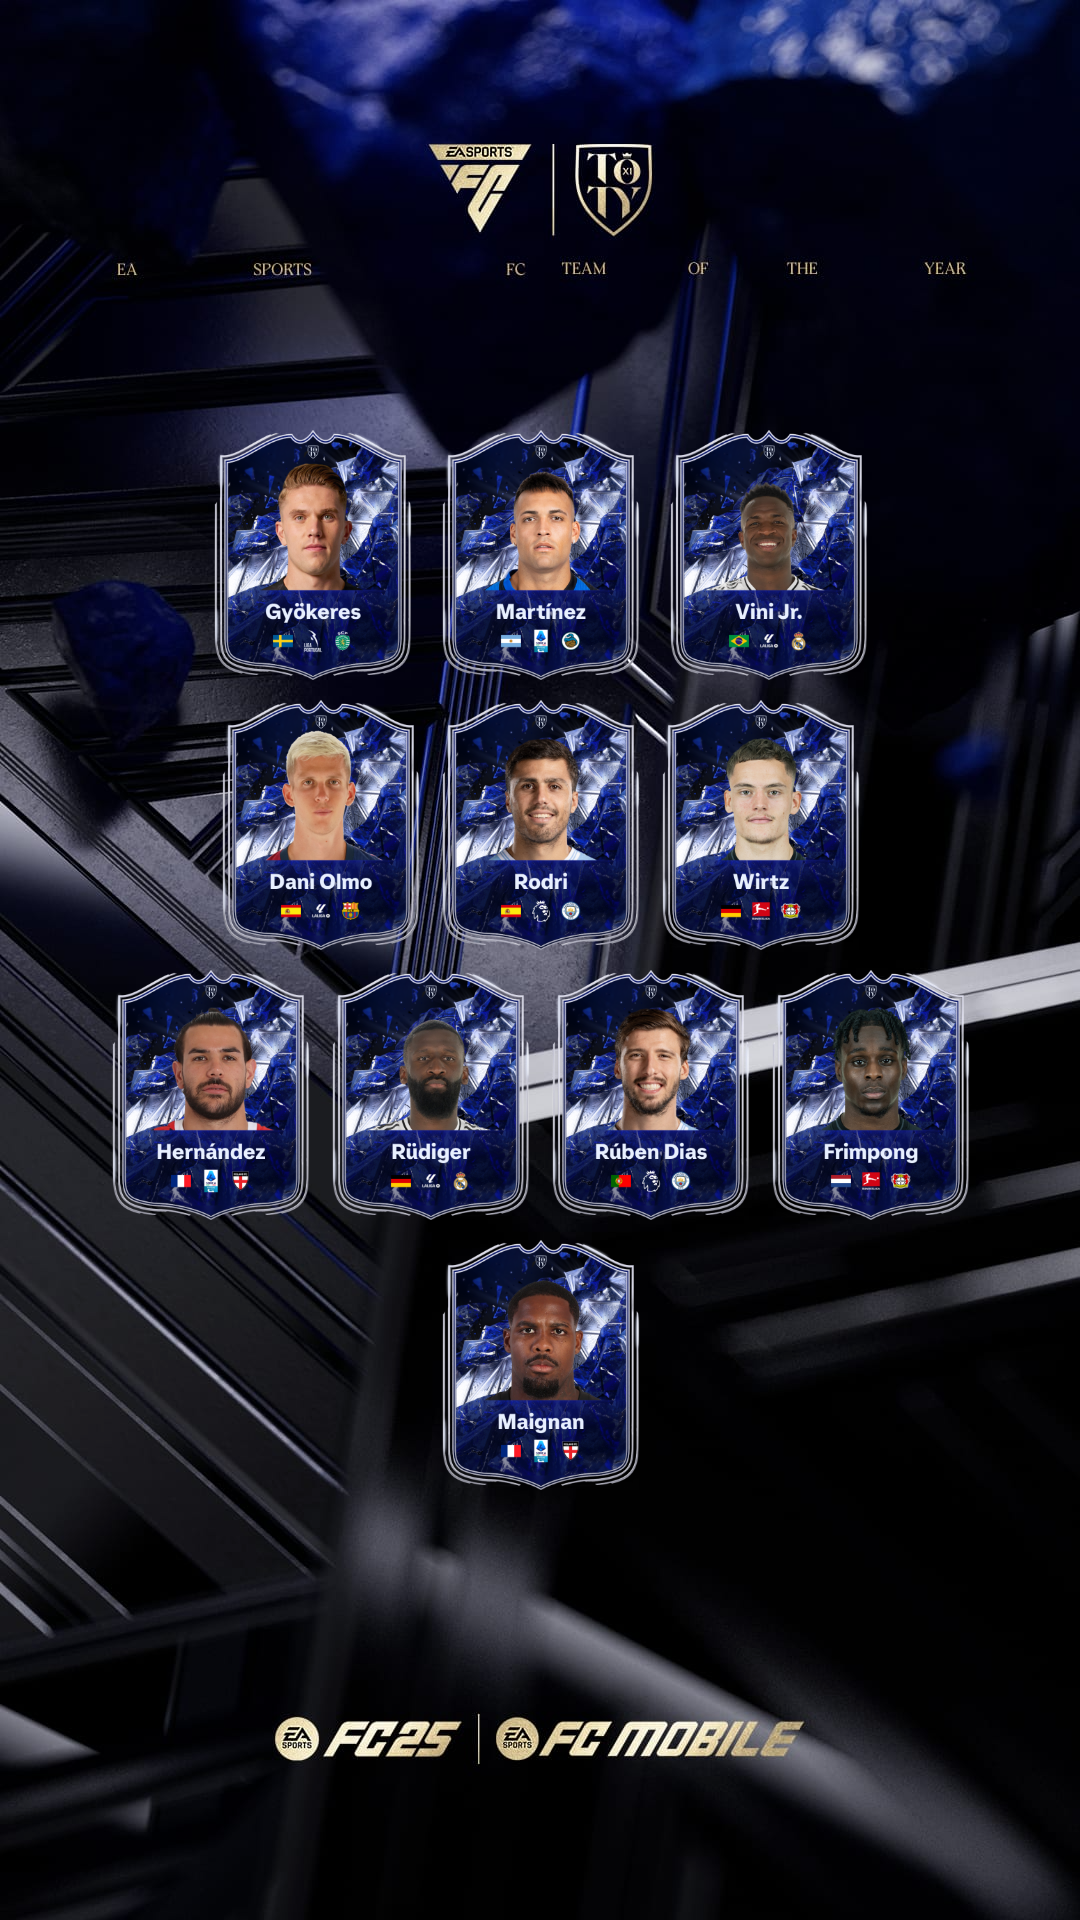 EA SPORTS FC TOTY XI
EA SPORTS FC TEAM OF THE YEAR
Gyökeres Martínez Vini Jr.
Dani Olmo Rodri Wirtz
Hernández Rüdiger Rúben Dias Frimpong
Maignan
EA SPORTS FC25 EA SPORTS FC MOBILE